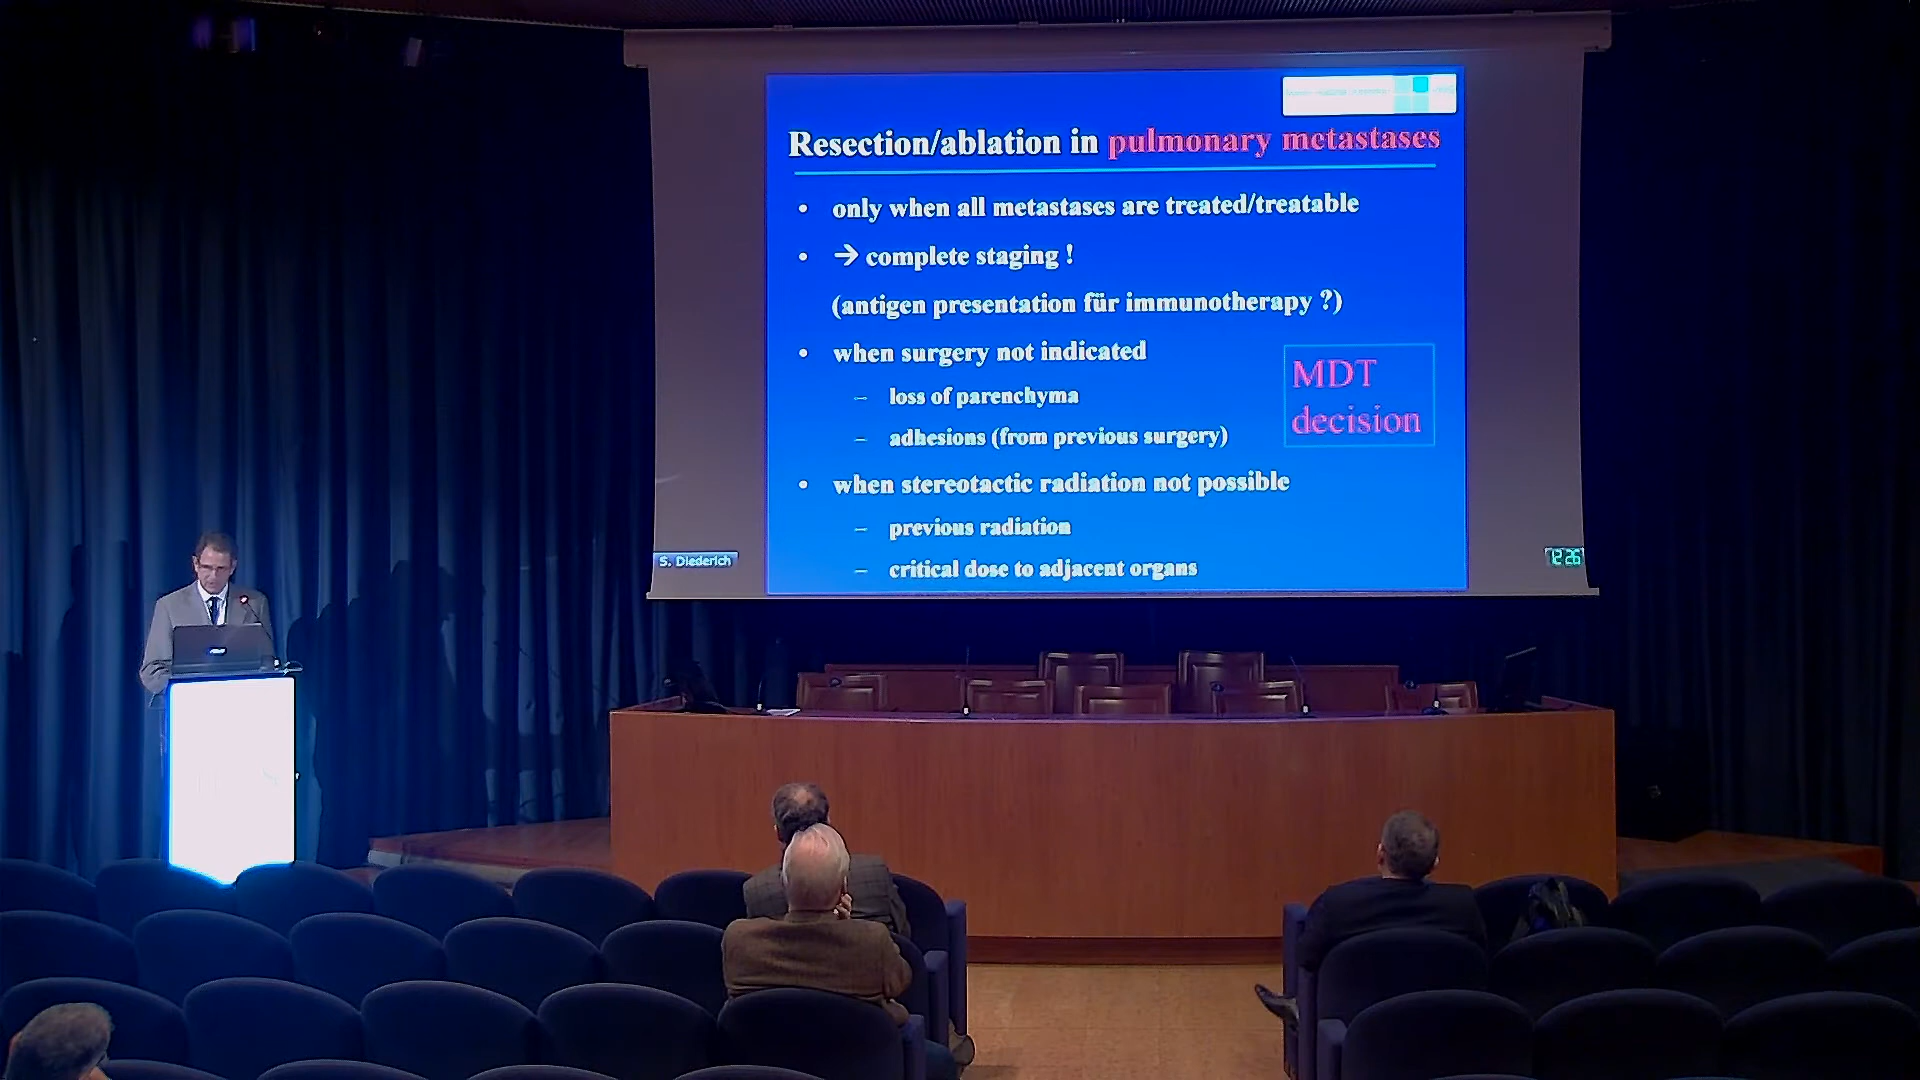 Resection/ablation in pulmonary metastases
• only when all metastases are treated/treatable
• → complete staging !
(antigen presentation für immunotherapy ?)
• when surgery not indicated
– loss of parenchyma
– adhesions (from previous surgery)
MDT
decision
• when stereotactic radiation not possible
– previous radiation
– critical dose to adjacent organs
S. Diederich
12:26